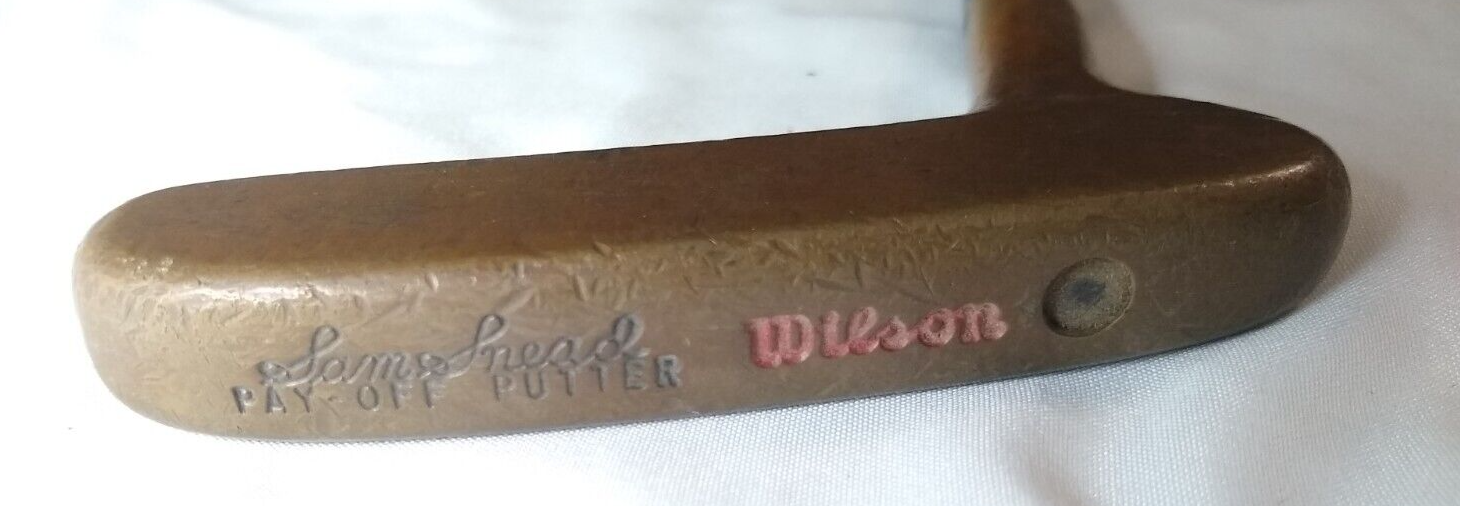 Sam Snead
PAY-OFF PUTTER
Wilson